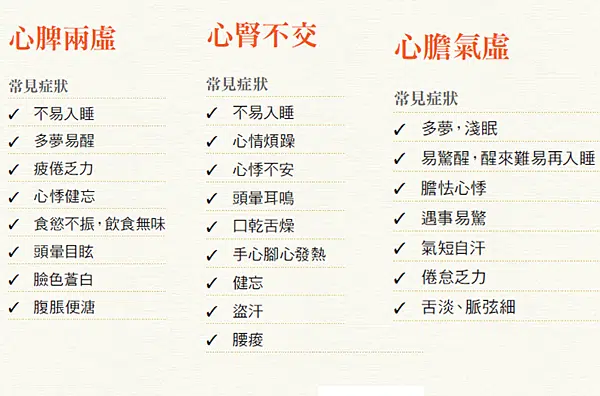 心脾兩虛
常見症狀
✓ 不易入睡
✓ 多夢易醒
✓ 疲倦乏力
✓ 心悸健忘
✓ 食慾不振，飲食無味
✓ 頭暈目眩
✓ 臉色蒼白
✓ 腹脹便溏
心腎不交
常見症狀
✓ 不易入睡
✓ 心情煩躁
✓ 心悸不安
✓ 頭暈耳鳴
✓ 口乾舌燥
✓ 手心腳心發熱
✓ 健忘
✓ 盜汗
✓ 腰痠
心膽氣虛
常見症狀
✓ 多夢，淺眠
✓ 易驚醒，醒來難易再入睡
✓ 膽怯心悸
✓ 遇事易驚
✓ 氣短自汗
✓ 倦怠乏力
✓ 舌淡、脈弦細